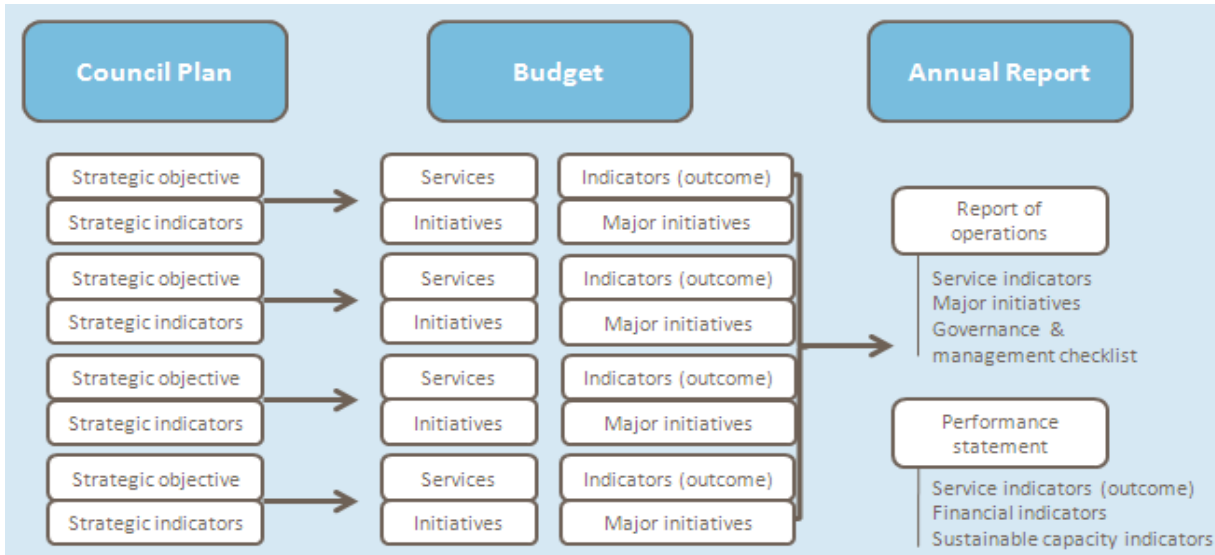 Council Plan
Budget
Annual Report
Strategic objective
Strategic indicators
Services
Initiatives
Indicators (outcome)
Major initiatives
Strategic objective
Strategic indicators
Services
Initiatives
Indicators (outcome)
Major initiatives
Strategic objective
Strategic indicators
Services
Initiatives
Indicators (outcome)
Major initiatives
Strategic objective
Strategic indicators
Services
Initiatives
Indicators (outcome)
Major initiatives
Report of
operations
Service indicators
Major initiatives
Governance &
management checklist
Performance
statement
Service indicators (outcome)
Financial indicators
Sustainable capacity indicators